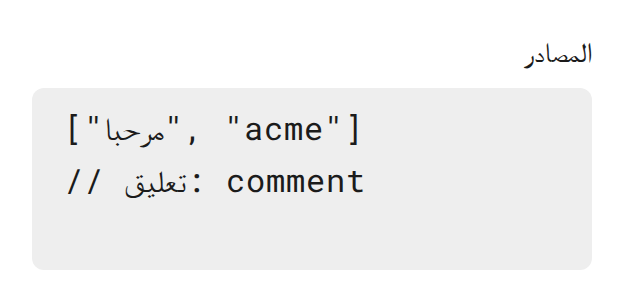 المصادر
["مرحبا", "acme"]
// تعليق: comment